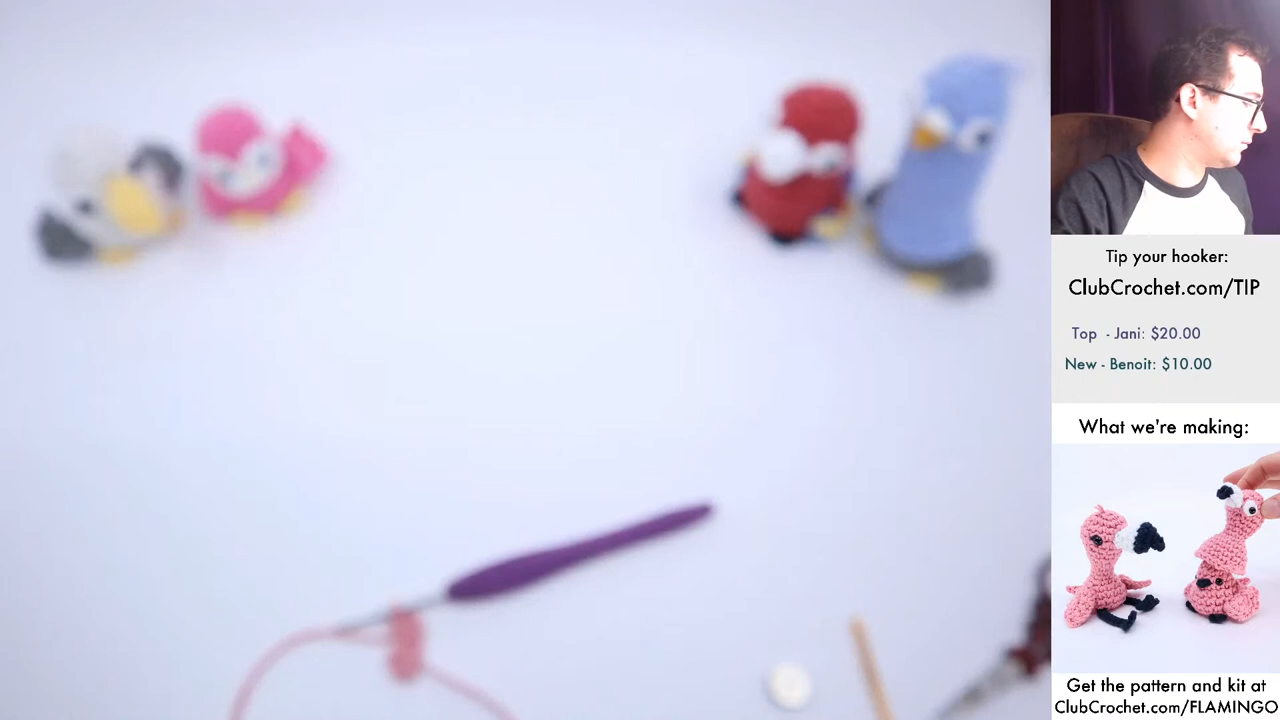 Tip your hooker:
ClubCrochet.com/TIP
Top - Jani: $20.00
New - Benoit: $10.00
What we're making:
Get the pattern and kit at
ClubCrochet.com/FLAMINGO